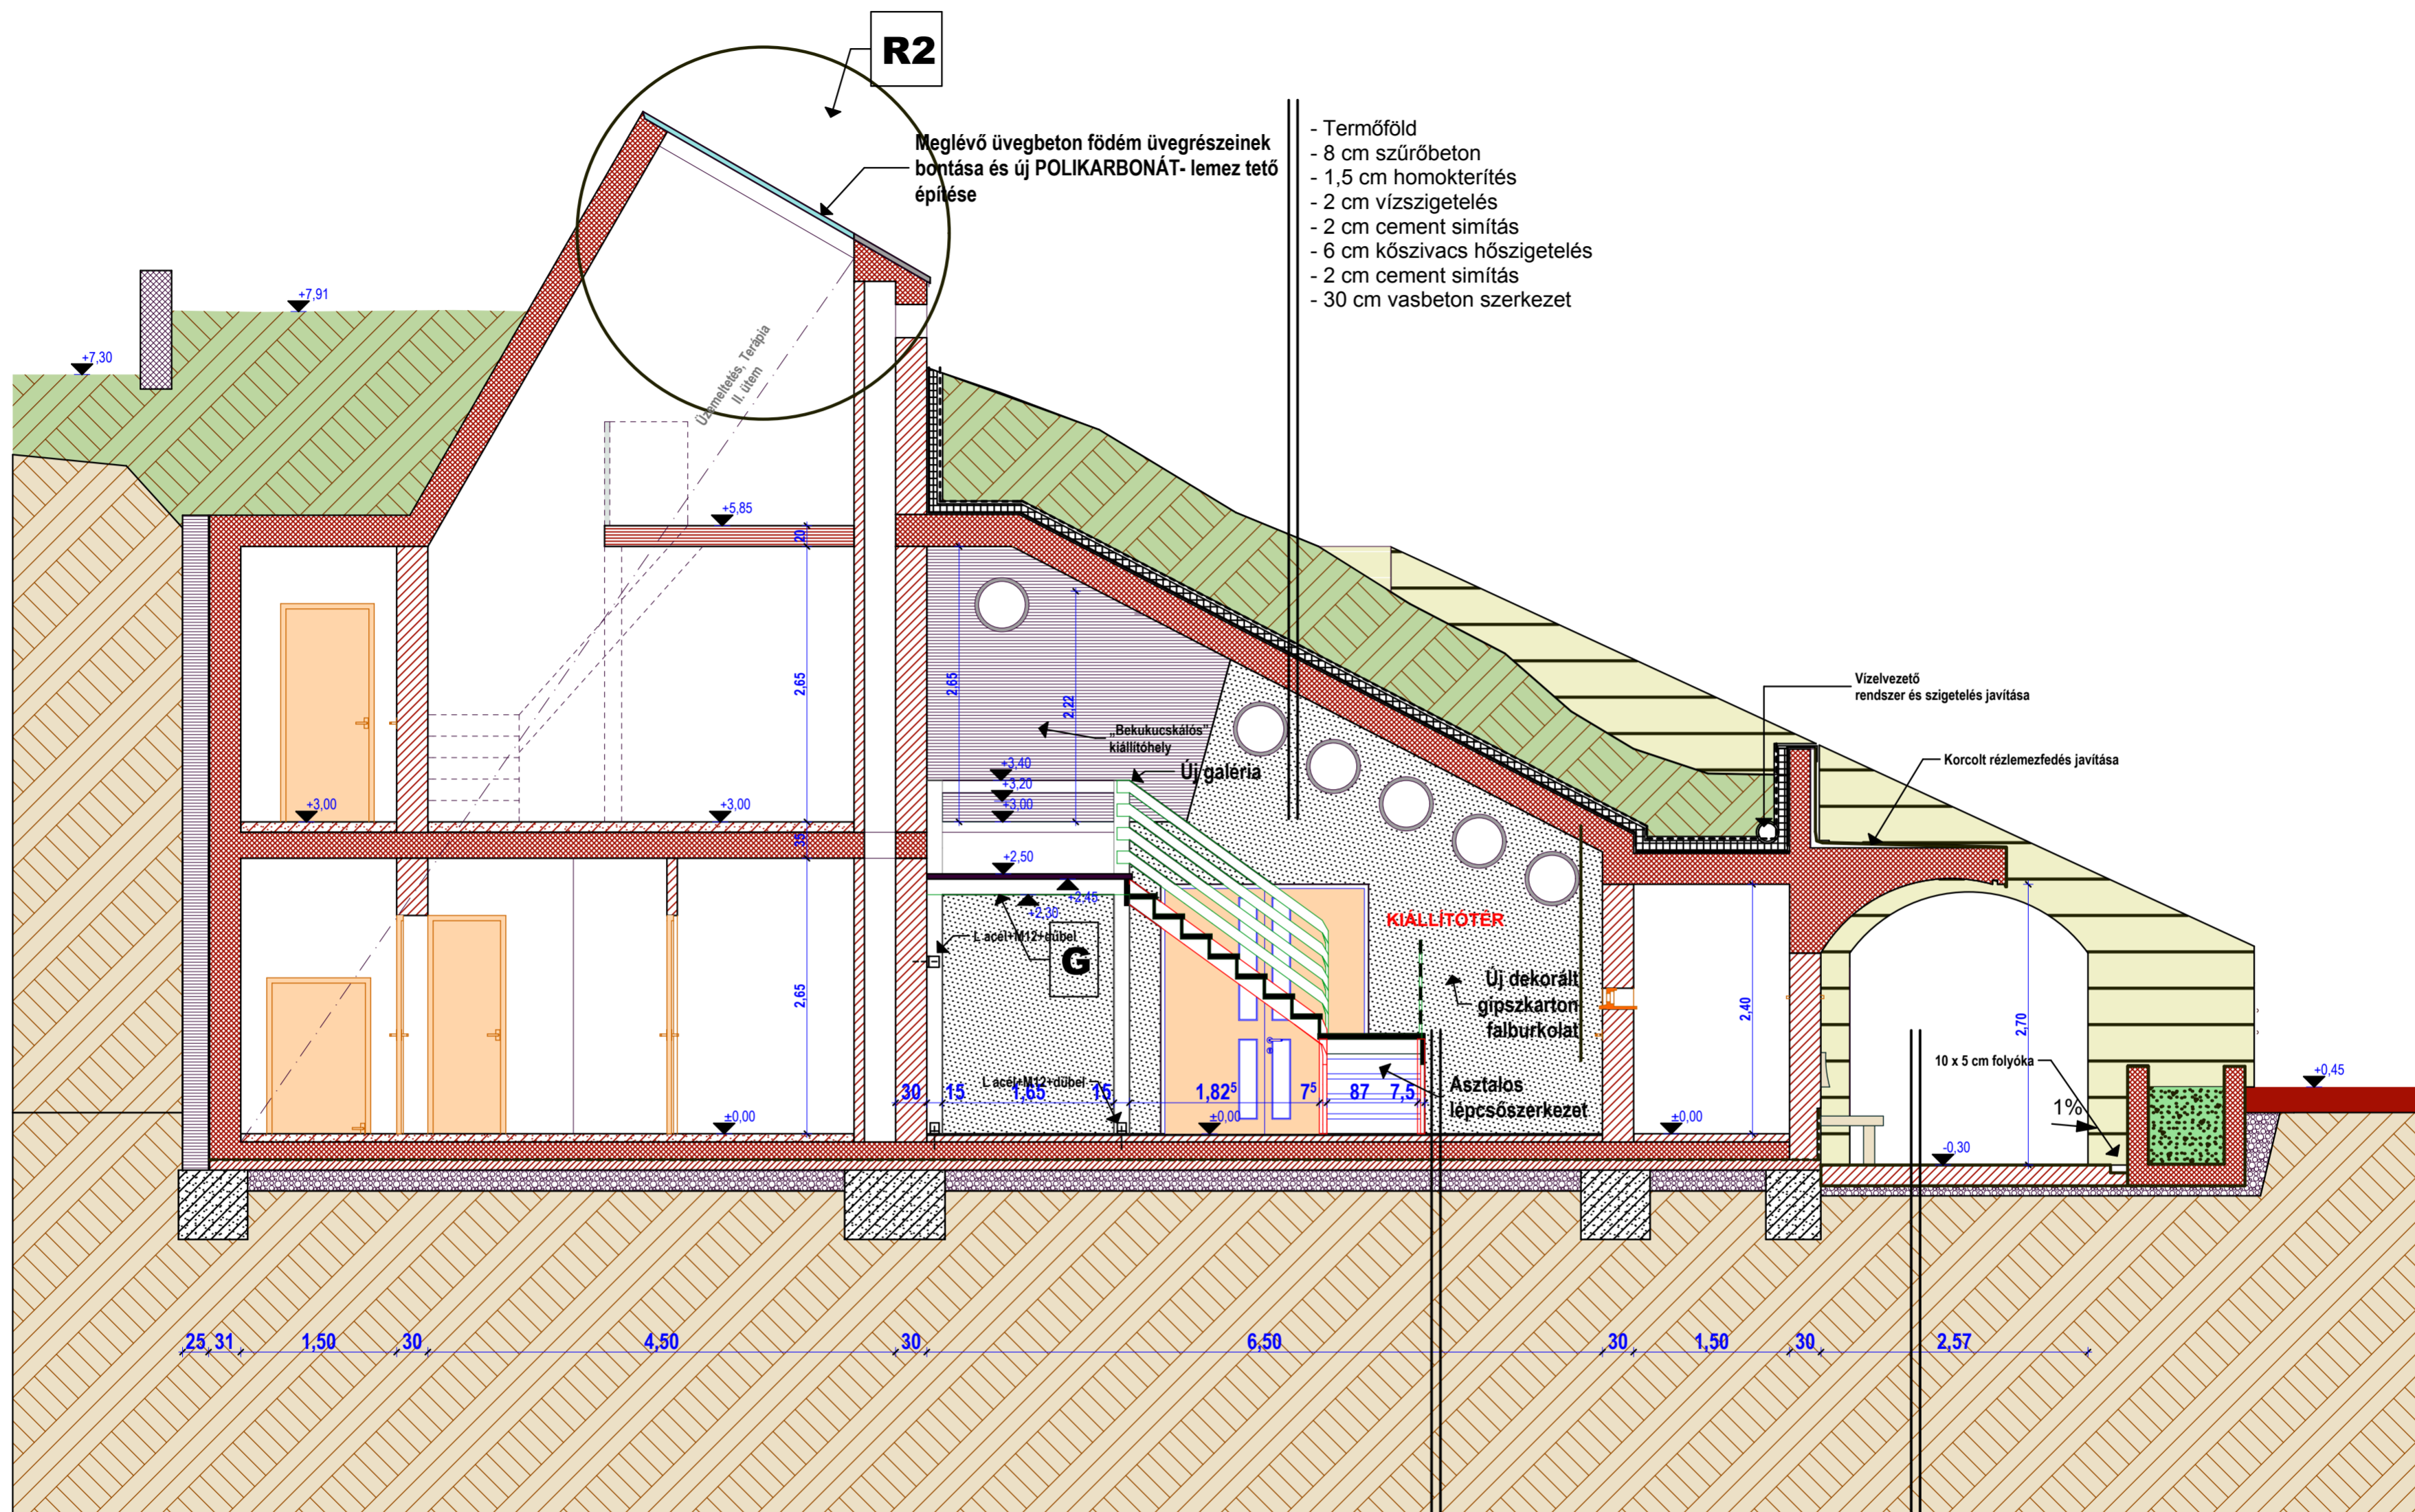 R2
Meglévő üvegbeton födém üvegrészeinek
bontása és új POLIKARBONÁT- lemez tető
építése
- Termőföld
- 8 cm szűrőbeton
- 1,5 cm homokterítés
- 2 cm vízszigetelés
- 2 cm cement simítás
- 6 cm kőszivacs hőszigetelés
- 2 cm cement simítás
- 30 cm vasbeton szerkezet
+7,91
+7,30
Üzemeltetés, Terápia
II. ütem
+5,85
20
2,65
2,65
2,22
„Bekukucskálós"
kiállítóhely
Új galéria
+3,40
+3,20
+3,00
+3,00
+3,00
35
+2,50
+2,45
+2,30
Vízelvezető
rendszer és szigetelés javítása
Korcolt rézlemezfedés javítása
KIÁLLÍTÓTÉR
L acél+M12+dübel
G
Új dekorált
gipszkarton
falburkolat
2,65
2,40
2,70
10 x 5 cm folyóka
+0,45
L acél+M12+dübel
Asztalos
lépcsőszerkezet
30 15 1,65 15 1,82⁵ 7⁵ 87 7,5
1%
±0,00
±0,00
±0,00
-0,30
25 31 1,50 30 4,50 30 6,50 30 1,50 30 2,57